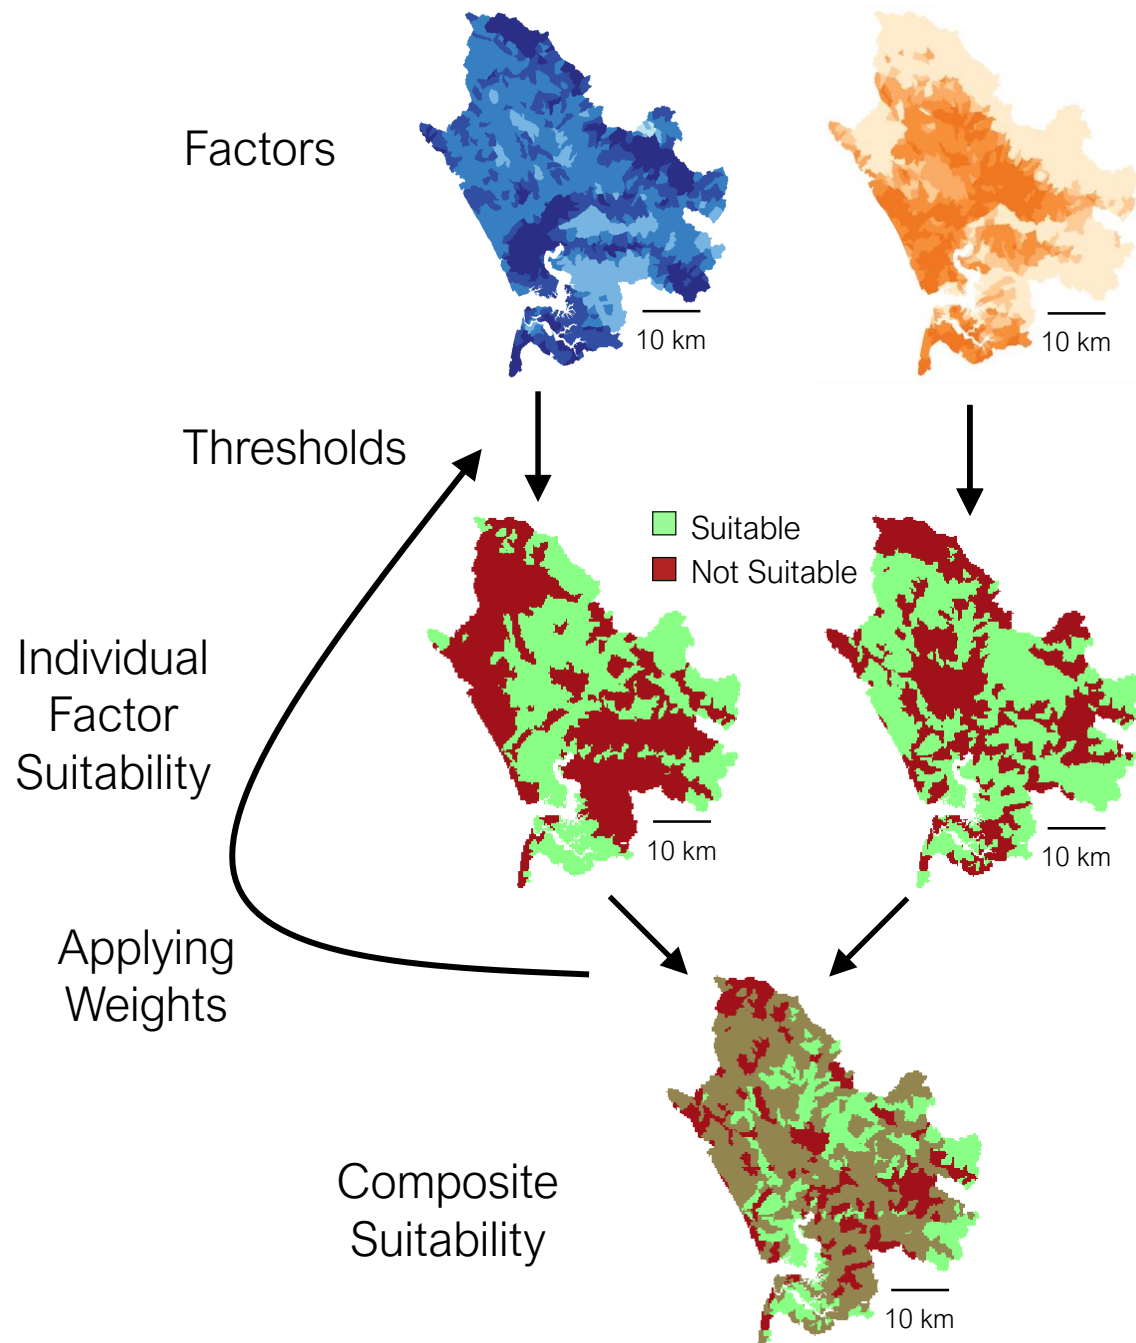 Factors
10 km
10 km
Thresholds
Suitable
Not Suitable
Individual
Factor
Suitability
10 km
10 km
Applying
Weights
Composite
Suitability
10 km